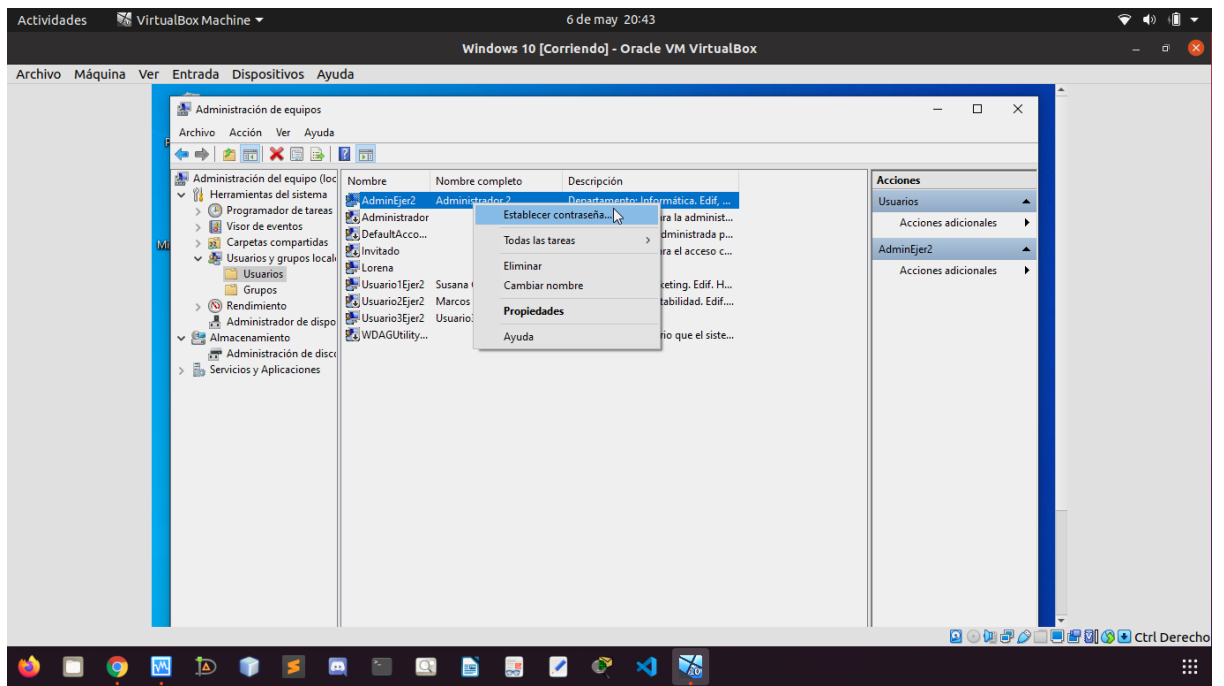 Actividades VirtualBox Machine 6 de may 20:43
Windows 10 [Corriendo] - Oracle VM VirtualBox
Archivo Máquina Ver Entrada Dispositivos Ayuda
Administración de equipos
Archivo Acción Ver Ayuda
Administración del equipo (loc
Herramientas del sistema
Programador de tareas
Visor de eventos
Carpetas compartidas
Usuarios y grupos local
Usuarios
Grupos
Rendimiento
Administrador de dispo
Almacenamiento
Administración de disco
Servicios y Aplicaciones
Nombre Nombre completo Descripción
AdminEjer2 Administrador 2 Departamento: Informática. Edif, ...
Administrador ara la administ...
DefaultAcco... dministrada p...
Invitado ra el acceso c...
Lorena
Usuario1Ejer2 Susana keting. Edif. H...
Usuario2Ejer2 Marcos tabilidad. Edif....
Usuario3Ejer2 Usuario3
WDAGUtility... rio que el siste...
Establecer contraseña...
Todas las tareas
Eliminar
Cambiar nombre
Propiedades
Ayuda
Acciones
Usuarios
Acciones adicionales
AdminEjer2
Acciones adicionales
Ctrl Derecho